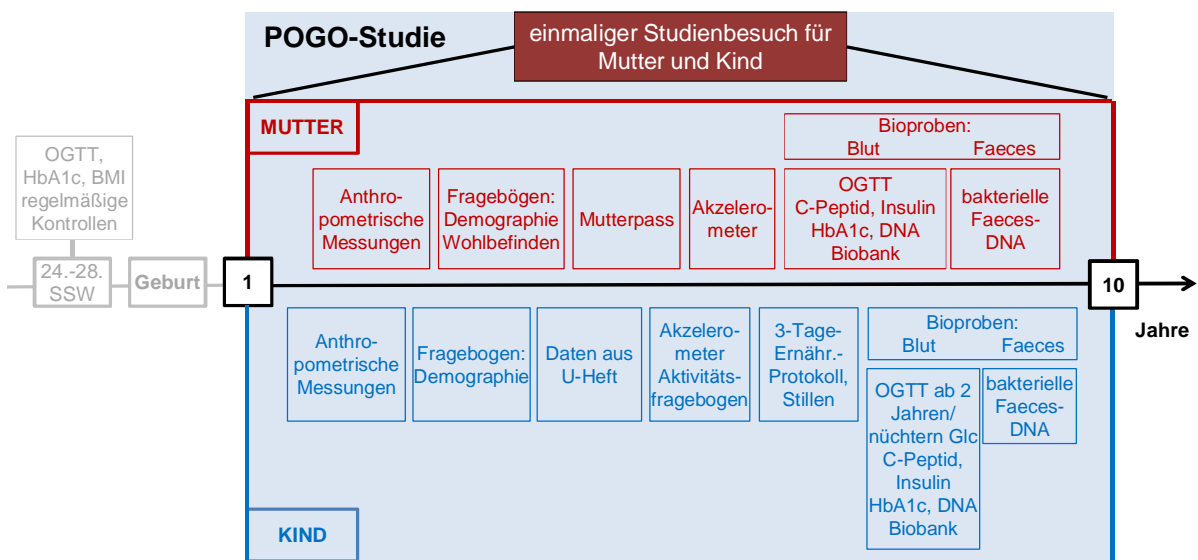 POGO-Studie
einmaliger Studienbesuch für
Mutter und Kind
MUTTER
OGTT,
HbA1c, BMI
regelmäßige
Kontrollen
24.-28.
SSW
Geburt
1
Anthro-
pometrische
Messungen
Fragebögen:
Demographie
Wohlbefinden
Mutterpass
Akzelero-
meter
Bioproben:
Blut Faeces
OGTT
C-Peptid, Insulin
HbA1c, DNA
Biobank
bakterielle
Faeces-
DNA
10
Jahre
Anthro-
pometrische
Messungen
Fragebogen:
Demographie
Daten aus
U-Heft
Akzelero-
meter
Aktivitäts-
fragebogen
3-Tage-
Ernähr.-
Protokoll,
Stillen
Bioproben:
Blut Faeces
OGTT ab 2
Jahren/
nüchtern Glc
C-Peptid,
Insulin
HbA1c, DNA
Biobank
bakterielle
Faeces-
DNA
KIND